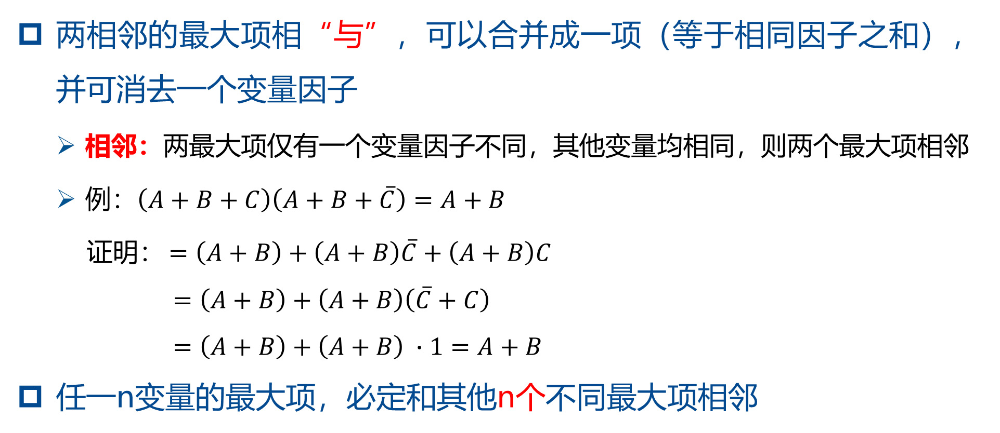 两相邻的最大项相“与”，可以合并成一项（等于相同因子之和），
并可消去一个变量因子
相邻：两最大项仅有一个变量因子不同，其他变量均相同，则两个最大项相邻
例：(A + B + C)(A + B + C̄) = A + B
证明：= (A + B) + (A + B)C̄ + (A + B)C
= (A + B) + (A + B)(C̄ + C)
= (A + B) + (A + B) · 1 = A + B
任一n变量的最大项，必定和其他n个不同最大项相邻